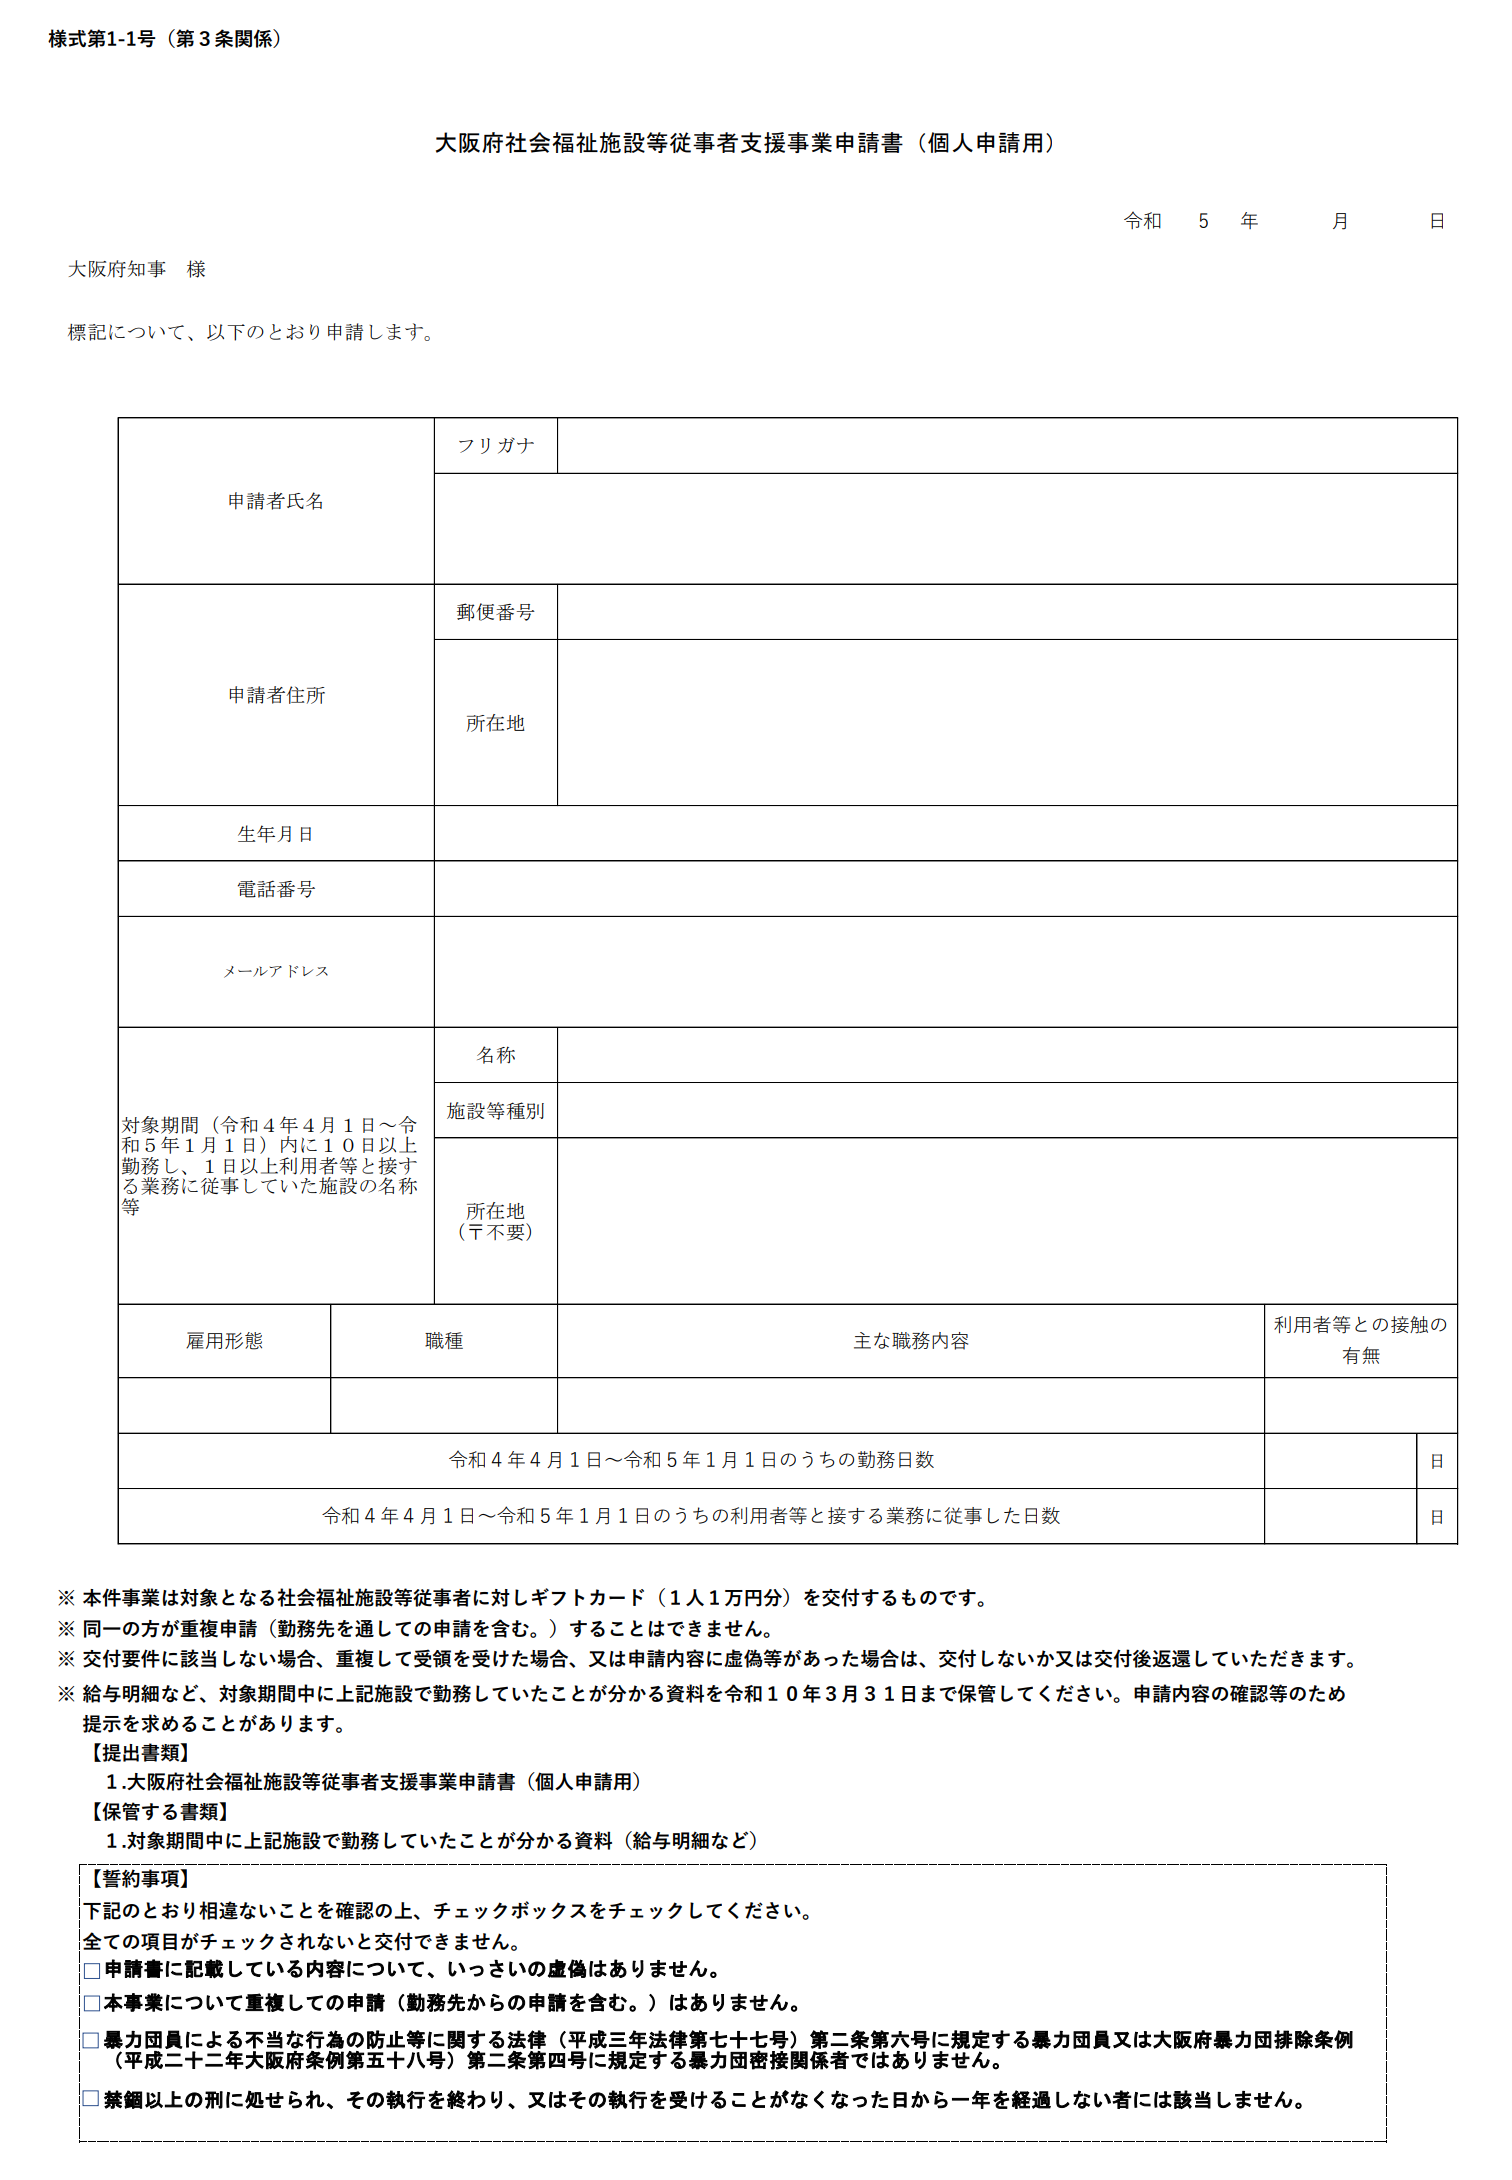 様式第1-1号（第３条関係）
大阪府社会福祉施設等従事者支援事業申請書（個人申請用）
令和　5　年　　月　　日
大阪府知事　様
標記について、以下のとおり申請します。
申請者氏名
フリガナ
申請者住所
郵便番号
所在地
生年月日
電話番号
メールアドレス
対象期間（令和４年４月１日～令
和５年１月１日）内に１０日以上
勤務し、１日以上利用者等と接す
る業務に従事していた施設の名称
等
名称
施設等種別
所在地
（〒不要）
雇用形態　職種　主な職務内容　利用者等との接触の
有無
令和４年４月１日～令和５年１月１日のうちの勤務日数　日
令和４年４月１日～令和５年１月１日のうちの利用者等と接する業務に従事した日数　日
※ 本件事業は対象となる社会福祉施設等従事者に対しギフトカード（１人１万円分）を交付するものです。
※ 同一の方が重複申請（勤務先を通しての申請を含む。）することはできません。
※ 交付要件に該当しない場合、重複して受領を受けた場合、又は申請内容に虚偽等があった場合は、交付しないか又は交付後返還していただきます。
※ 給与明細など、対象期間中に上記施設で勤務していたことが分かる資料を令和１０年３月３１日まで保管してください。申請内容の確認等のため
提示を求めることがあります。
【提出書類】
１.大阪府社会福祉施設等従事者支援事業申請書（個人申請用）
【保管する書類】
１.対象期間中に上記施設で勤務していたことが分かる資料（給与明細など）
【誓約事項】
下記のとおり相違ないことを確認の上、チェックボックスをチェックしてください。
全ての項目がチェックされないと交付できません。
□申請書に記載している内容について、いっさいの虚偽はありません。
□本事業について重複しての申請（勤務先からの申請を含む。）はありません。
□暴力団員による不当な行為の防止等に関する法律（平成三年法律第七十七号）第二条第六号に規定する暴力団員又は大阪府暴力団排除条例
（平成二十二年大阪府条例第五十八号）第二条第四号に規定する暴力団密接関係者ではありません。
□禁錮以上の刑に処せられ、その執行を終わり、又はその執行を受けることがなくなった日から一年を経過しない者には該当しません。